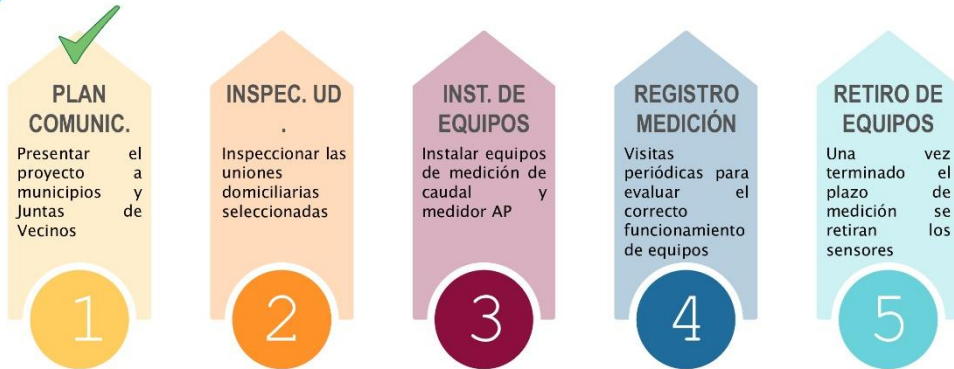 PLAN
COMUNIC.
Presentar el
proyecto a
municipios y
Juntas de
Vecinos
1
INSPEC. UD
.
Inspeccionar las
uniones
domiciliarias
seleccionadas
2
INST. DE
EQUIPOS
Instalar equipos
de medición de
caudal y
medidor AP
3
REGISTRO
MEDICIÓN
Visitas
periódicas para
evaluar el
correcto
funcionamiento
de equipos
4
RETIRO DE
EQUIPOS
Una vez
terminado el
plazo de
medición se
retiran los
sensores
5